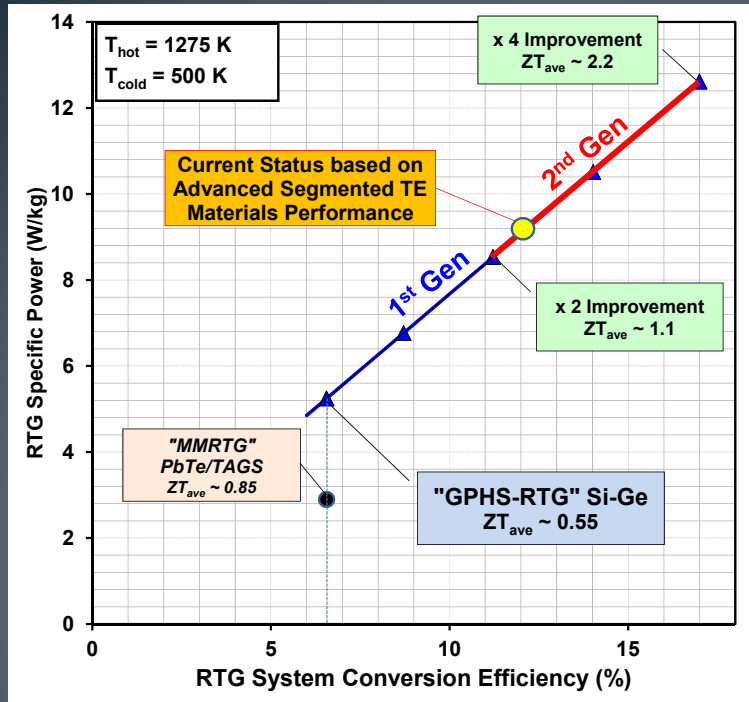 T_hot = 1275 K
T_cold = 500 K
x 4 Improvement
ZT_ave ~ 2.2
Current Status based on
Advanced Segmented TE
Materials Performance
2nd Gen
1st Gen
x 2 Improvement
ZT_ave ~ 1.1
"MMRTG"
PbTe/TAGS
ZT_ave ~ 0.85
"GPHS-RTG" Si-Ge
ZT_ave ~ 0.55
RTG Specific Power (W/kg)
14
12
10
8
6
4
2
0
0 5 10 15
RTG System Conversion Efficiency (%)